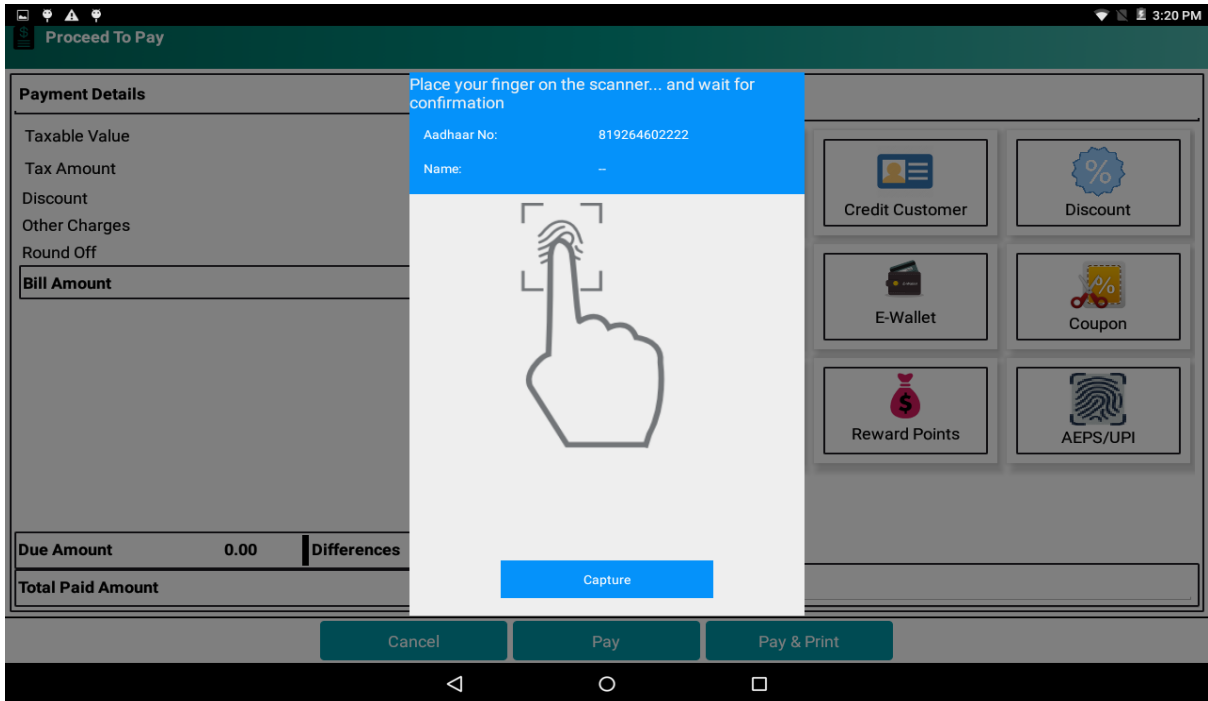 3:20 PM
Proceed To Pay
Payment Details
Taxable Value
Tax Amount
Discount
Other Charges
Round Off
Bill Amount
Due Amount 0.00 Differences
Total Paid Amount
Place your finger on the scanner... and wait for
confirmation
Aadhaar No: 819264602222
Name: --
Capture
Credit Customer
Discount
E-Wallet
Coupon
Reward Points
AEPS/UPI
Cancel
Pay
Pay & Print